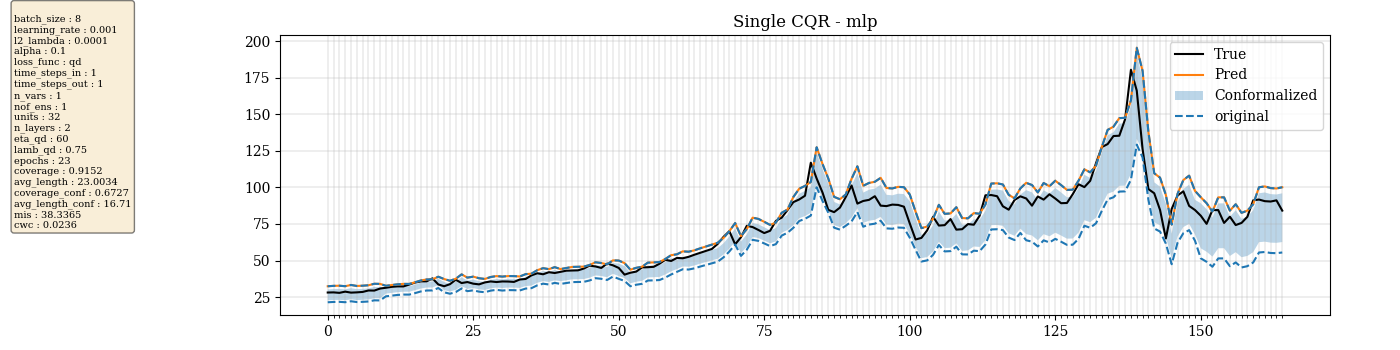 batch_size : 8
learning_rate : 0.001
l2_lambda : 0.0001
alpha : 0.1
loss_func : qd
time_steps_in : 1
time_steps_out : 1
n_vars : 1
nof_ens : 1
units : 32
n_layers : 2
eta_qd : 60
lamb_qd : 0.75
epochs : 23
coverage : 0.9152
avg_length : 23.0034
coverage_conf : 0.6727
avg_length_conf : 16.71
mis : 38.3365
cwc : 0.0236
Single CQR - mlp
200
175
150
125
100
75
50
25
0 25 50 75 100 125 150
True
Pred
Conformalized
original